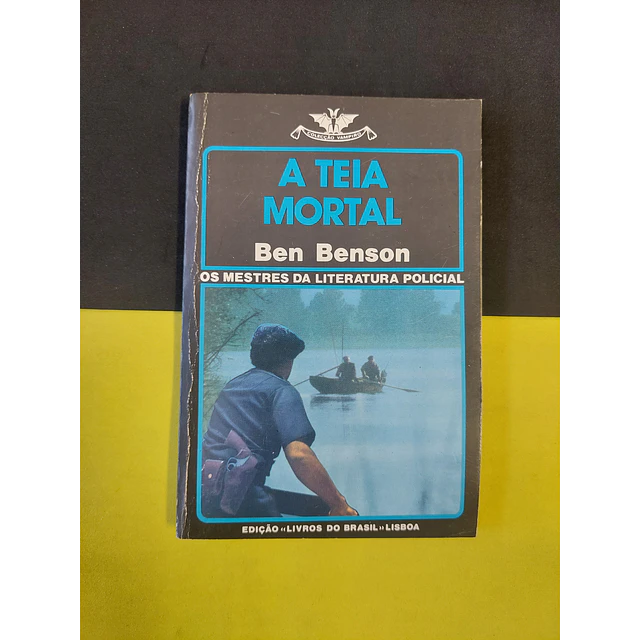 COLECÇÃO VAMPIRO
A TEIA
MORTAL
Ben Benson
OS MESTRES DA LITERATURA POLICIAL
EDIÇÃO «LIVROS DO BRASIL» LISBOA